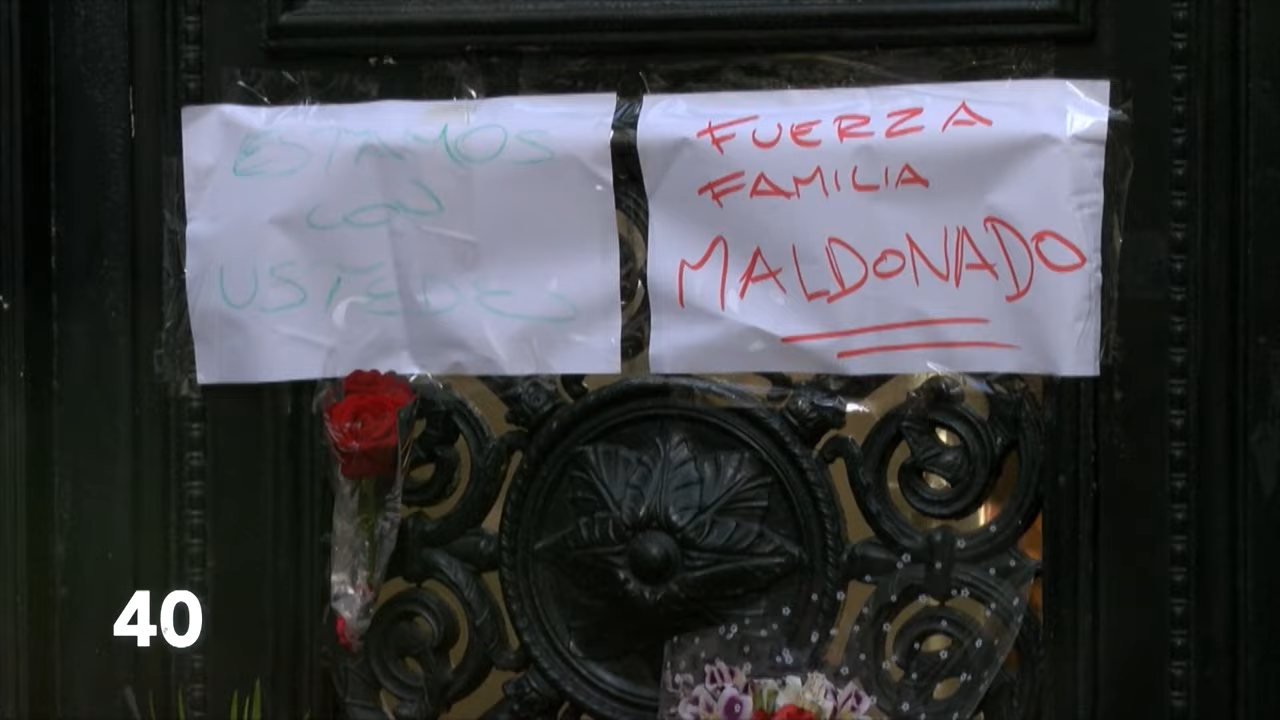 ESTAMOS
CON
USTEDES
FUERZA
FAMILIA
MALDONADO
40